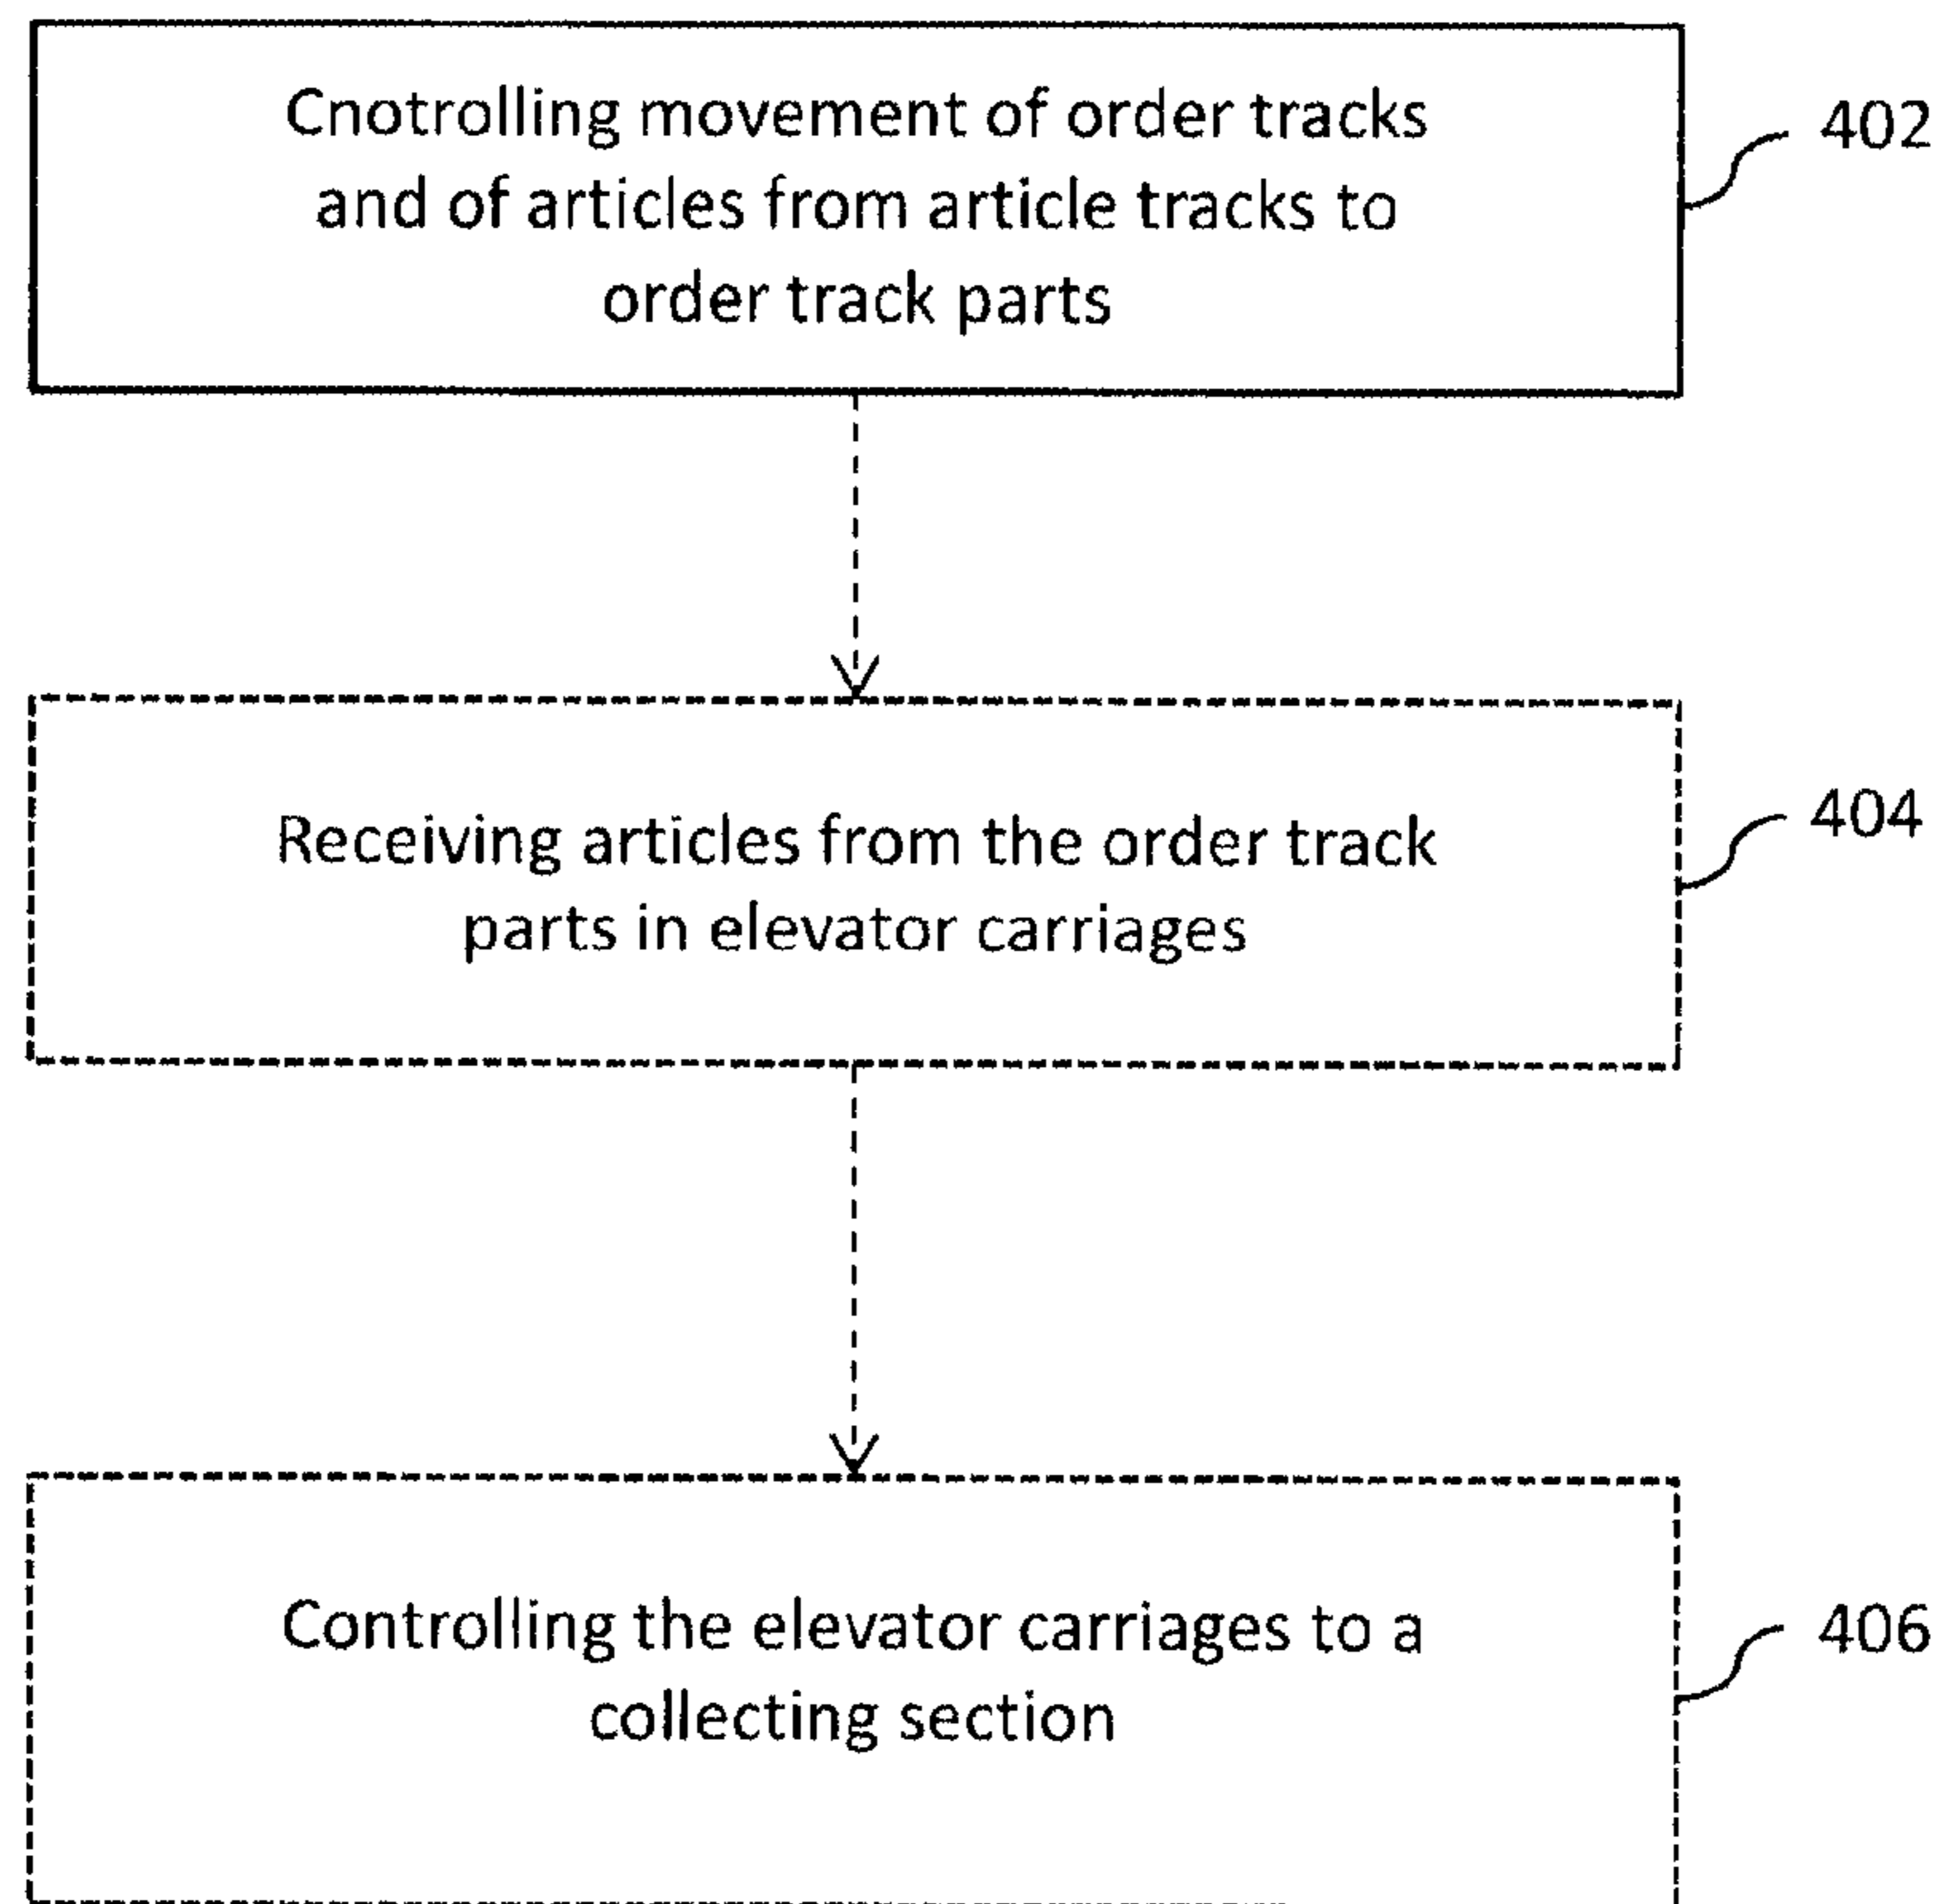 Cnotrolling movement of order tracks
and of articles from article tracks to
order track parts
402
Receiving articles from the order track
parts in elevator carriages
404
Controlling the elevator carriages to a
collecting section
406